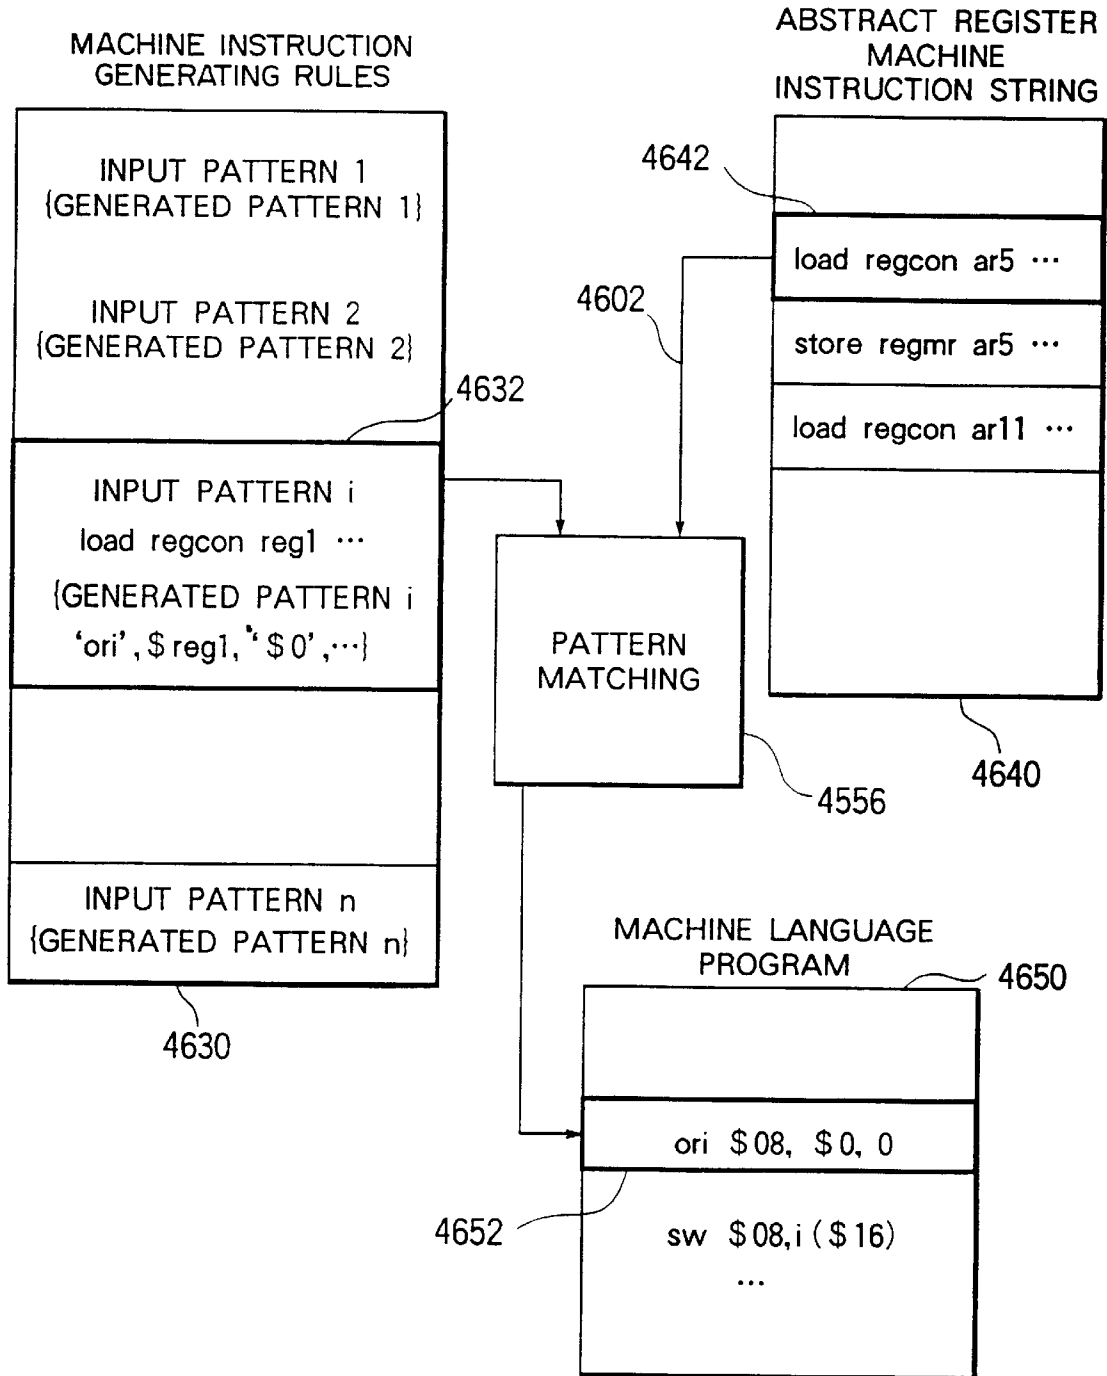 MACHINE INSTRUCTION
GENERATING RULES
INPUT PATTERN 1
{GENERATED PATTERN 1}
INPUT PATTERN 2
{GENERATED PATTERN 2}
4632
INPUT PATTERN i
load regcon reg1 ···
{GENERATED PATTERN i
‘ori’,$reg1, ‘‘$0’,···}
INPUT PATTERN n
{GENERATED PATTERN n}
4630
ABSTRACT REGISTER
MACHINE
INSTRUCTION STRING
4642
load regcon ar5 ···
4602
store regmr ar5 ···
load regcon ar11 ···
4640
PATTERN
MATCHING
4556
MACHINE LANGUAGE
PROGRAM
4650
ori $08, $0, 0
4652
sw $08,i($16)
···